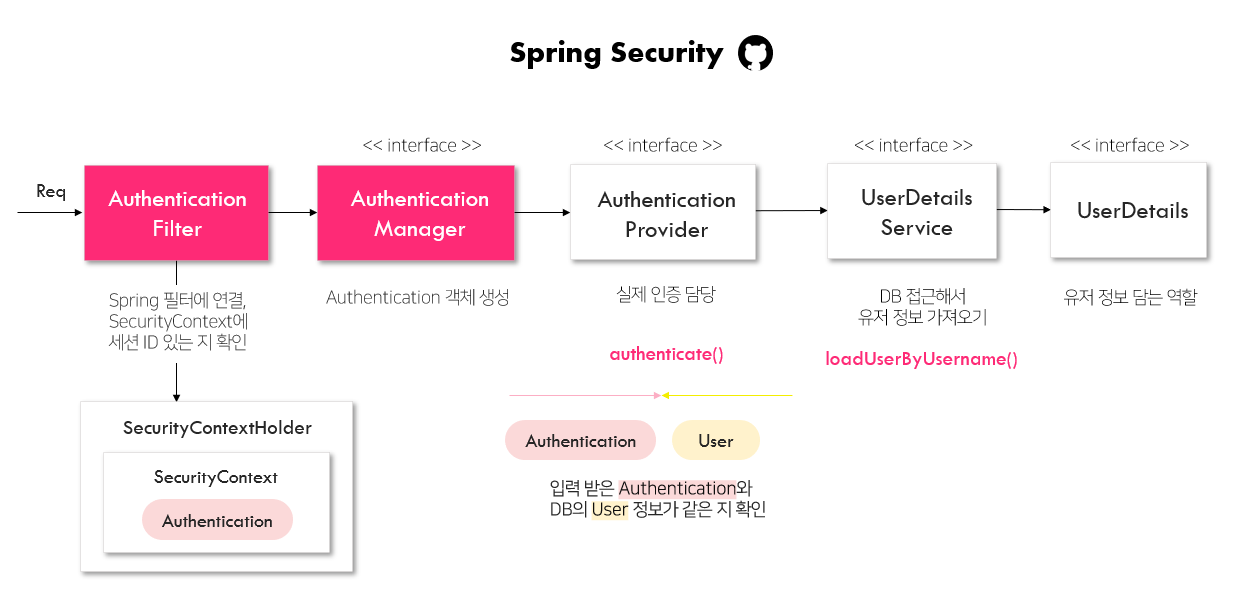 Spring Security
<< interface >>
<< interface >>
<< interface >>
<< interface >>
Req
Authentication
Filter
Authentication
Manager
Authentication
Provider
UserDetails
Service
UserDetails
Spring 필터에 연결,
SecurityContext에
세션 ID 있는 지 확인
Authentication 객체 생성
실제 인증 담당
DB 접근해서
유저 정보 가져오기
유저 정보 담는 역할
authenticate()
loadUserByUsername()
SecurityContextHolder
SecurityContext
Authentication
Authentication
User
입력 받은 Authentication와
DB의 User 정보가 같은 지 확인